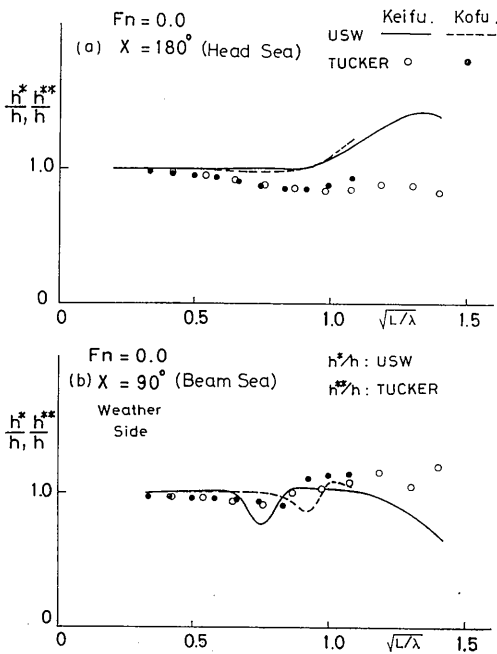 Fn = 0.0
(a) X = 180° (Head Sea)
Keifu. Kofu.
USW
TUCKER
h*/h, h**/h
1.0
0
0 0.5 1.0 √L/λ 1.5
Fn = 0.0
(b) X = 90° (Beam Sea)
Weather
Side
h*/h : USW
h**/h : TUCKER
h*/h, h**/h
1.0
0
0 0.5 1.0 √L/λ 1.5